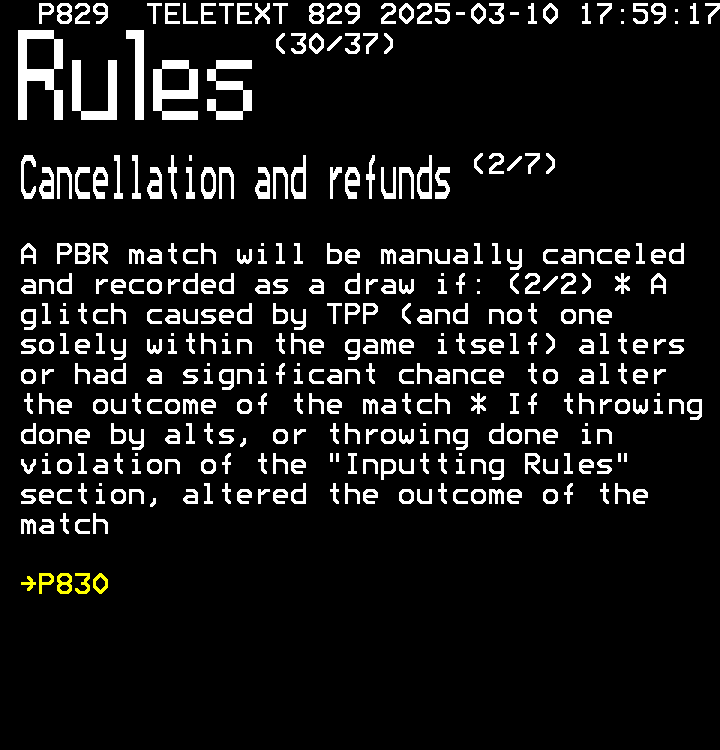 P829 TELETEXT 829 2025-03-10 17:59:17
Rules (30/37)
Cancellation and refunds (2/7)
A PBR match will be manually canceled
and recorded as a draw if: (2/2) * A
glitch caused by TPP (and not one
solely within the game itself) alters
or had a significant chance to alter
the outcome of the match * If throwing
done by alts, or throwing done in
violation of the "Inputting Rules"
section, altered the outcome of the
match
→P830